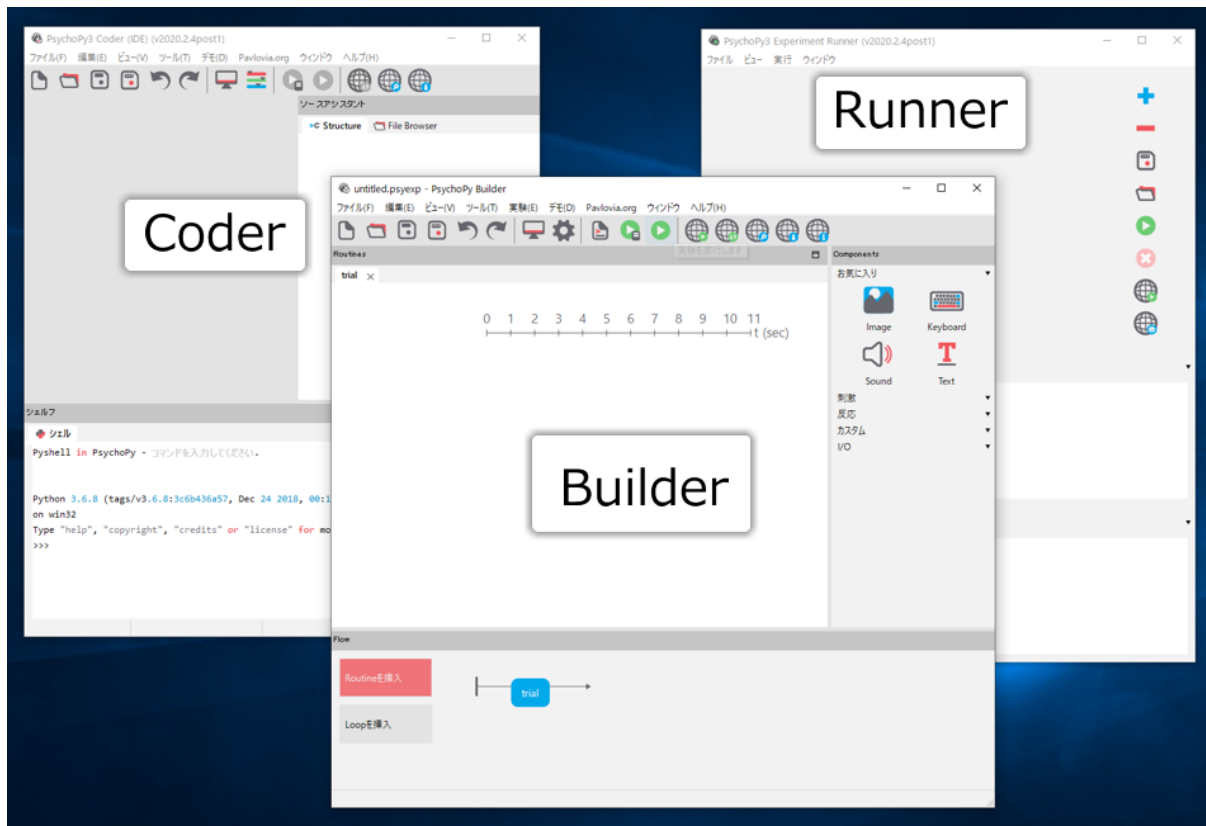 PsychoPy3 Coder (IDE) (v2020.2.4post1)
ファイル(F) 編集(E) ビュー(V) ツール(T) デモ(D) Pavlovia.org ウィンドウ ヘルプ(H)
ソースアシスタント
Structure File Browser
Coder
シェルフ
シェル
Pyshell in PsychoPy - コマンドを入力してください.
Python 3.6.8 (tags/v3.6.8:3c6b436a57, Dec 24 2018, 00:1
on win32
Type "help", "copyright", "credits" or "license" for mo
>>>
PsychoPy3 Experiment Runner (v2020.2.4post1)
ファイル ビュー 実行 ウィンドウ
Runner
untitled.psyexp - PsychoPy Builder
ファイル(F) 編集(E) ビュー(V) ツール(T) 実験(E) デモ(D) Pavlovia.org ウィンドウ ヘルプ(H)
実験を実行します
Routines
trial
0 1 2 3 4 5 6 7 8 9 10 11
t (sec)
Builder
Components
お気に入り
Image Keyboard
Sound Text
刺激
反応
カスタム
I/O
Flow
Routineを挿入
trial
Loopを挿入